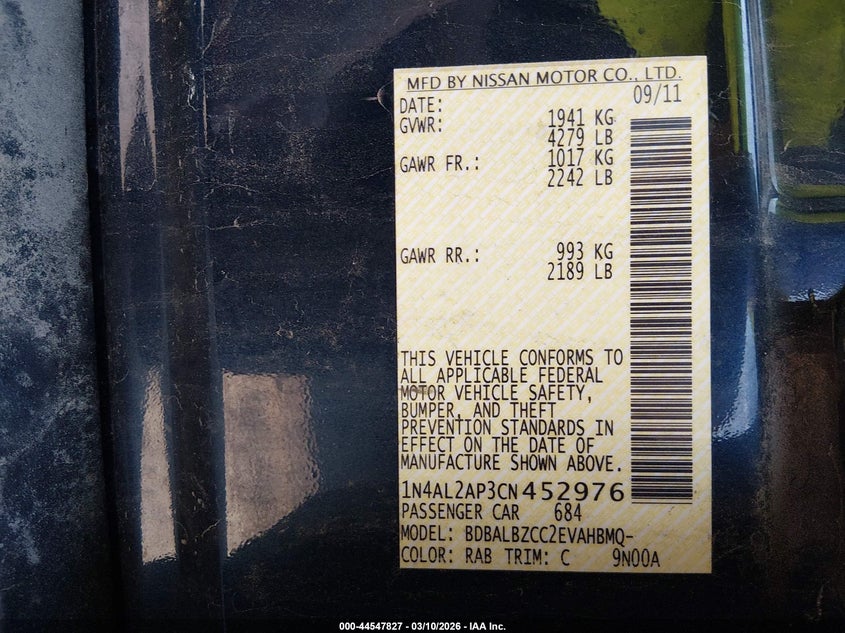 MFD BY NISSAN MOTOR CO., LTD.
DATE: 09/11
GVWR: 1941 KG
4279 LB
GAWR FR.: 1017 KG
2242 LB
GAWR RR.: 993 KG
2189 LB
THIS VEHICLE CONFORMS TO
ALL APPLICABLE FEDERAL
MOTOR VEHICLE SAFETY,
BUMPER, AND THEFT
PREVENTION STANDARDS IN
EFFECT ON THE DATE OF
MANUFACTURE SHOWN ABOVE.
1N4AL2AP3CN452976
PASSENGER CAR 684
MODEL: BDBALBZCC2EVAHBMQ-
COLOR: RAB TRIM: C 9N00A
000-44547827 - 03/10/2026 - IAA Inc.